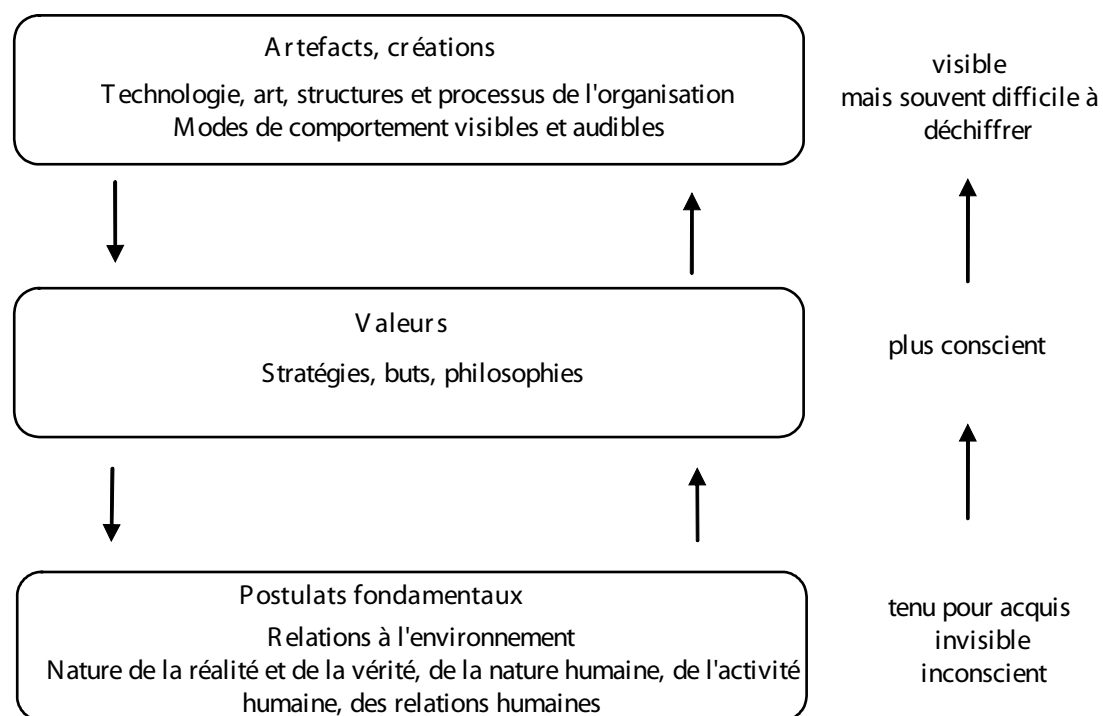 Artefacts, créations
Technologie, art, structures et processus de l'organisation
Modes de comportement visibles et audibles
visible
mais souvent difficile à
déchiffrer
Valeurs
Stratégies, buts, philosophies
plus conscient
Postulats fondamentaux
Relations à l'environnement
Nature de la réalité et de la vérité, de la nature humaine, de l'activité
humaine, des relations humaines
tenu pour acquis
invisible
inconscient